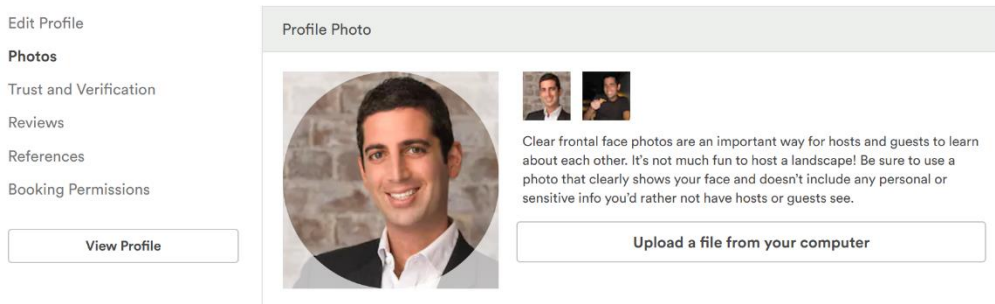 Edit Profile
Photos
Trust and Verification
Reviews
References
Booking Permissions
View Profile
Profile Photo
Clear frontal face photos are an important way for hosts and guests to learn
about each other. It's not much fun to host a landscape! Be sure to use a
photo that clearly shows your face and doesn't include any personal or
sensitive info you'd rather not have hosts or guests see.
Upload a file from your computer